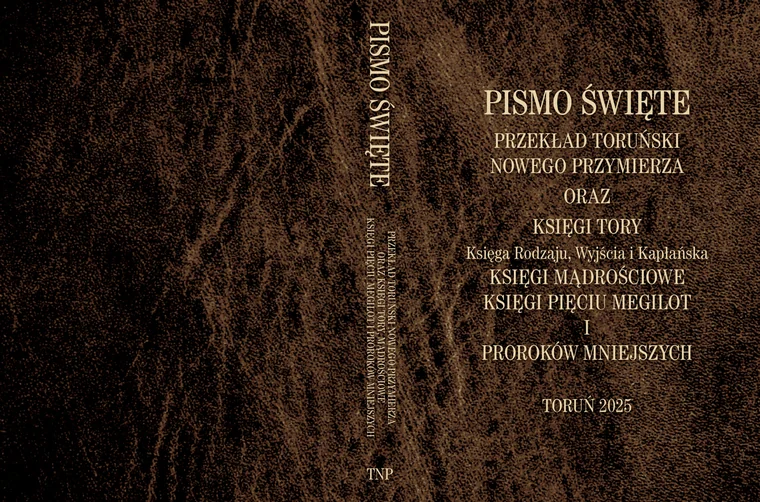 PISMO ŚWIĘTE
PRZEKŁAD TORUŃSKI NOWEGO PRZYMIERZA
ORAZ KSIĘGI TORY, MĄDROŚCIOWE,
KSIĘGI PIĘCIU MEGILOT I PROROKÓW MNIEJSZYCH
TNP
PISMO ŚWIĘTE
PRZEKŁAD TORUŃSKI
NOWEGO PRZYMIERZA
ORAZ
KSIĘGI TORY
Księga Rodzaju, Wyjścia i Kapłańska
KSIĘGI MĄDROŚCIOWE
KSIĘGI PIĘCIU MEGILOT
I
PROROKÓW MNIEJSZYCH
TORUŃ 2025